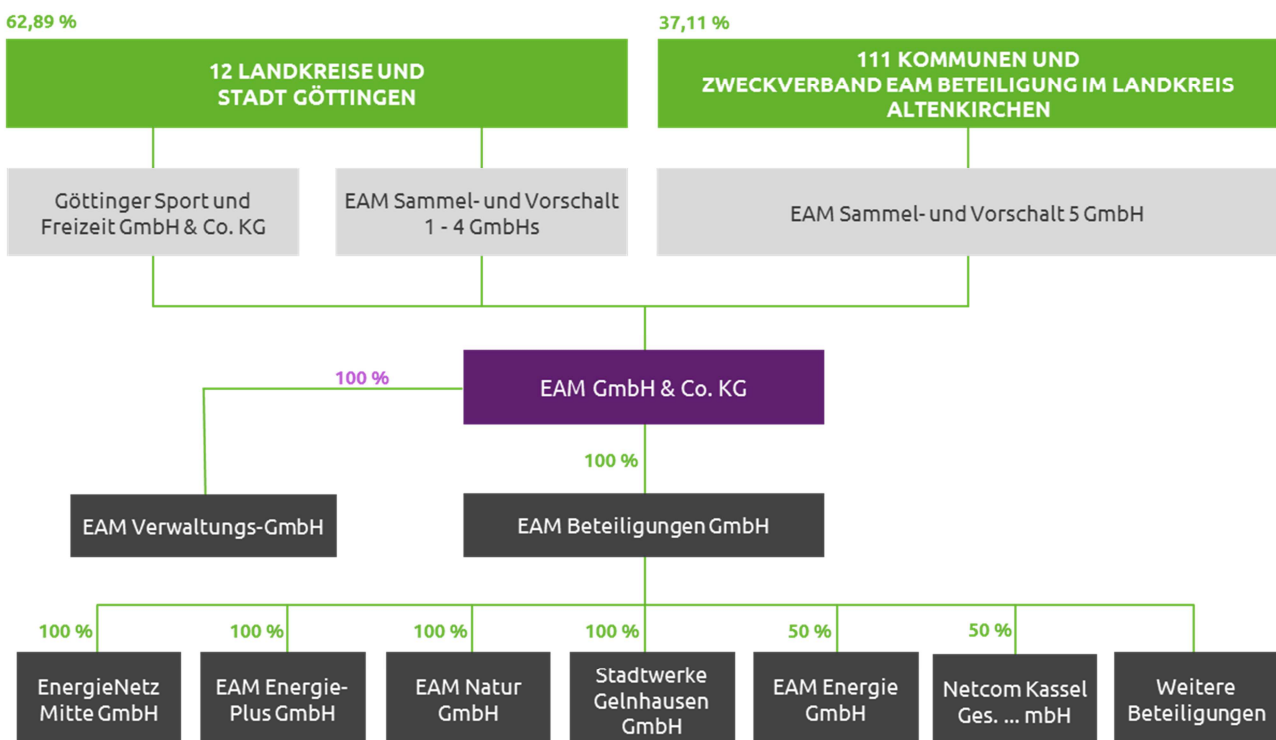 62,89 %
37,11 %
12 LANDKREISE UND
STADT GÖTTINGEN
111 KOMMUNEN UND
ZWECKVERBAND EAM BETEILIGUNG IM LANDKREIS
ALTENKIRCHEN
Göttinger Sport und
Freizeit GmbH & Co. KG
EAM Sammel- und Vorschalt
1 - 4 GmbHs
EAM Sammel- und Vorschalt 5 GmbH
100 %
EAM GmbH & Co. KG
100 %
EAM Verwaltungs-GmbH
EAM Beteiligungen GmbH
100 %
100 %
100 %
100 %
50 %
50 %
EnergieNetz
Mitte GmbH
EAM Energie-
Plus GmbH
EAM Natur
GmbH
Stadtwerke
Gelnhausen
GmbH
EAM Energie
GmbH
Netcom Kassel
Ges. ... mbH
Weitere
Beteiligungen